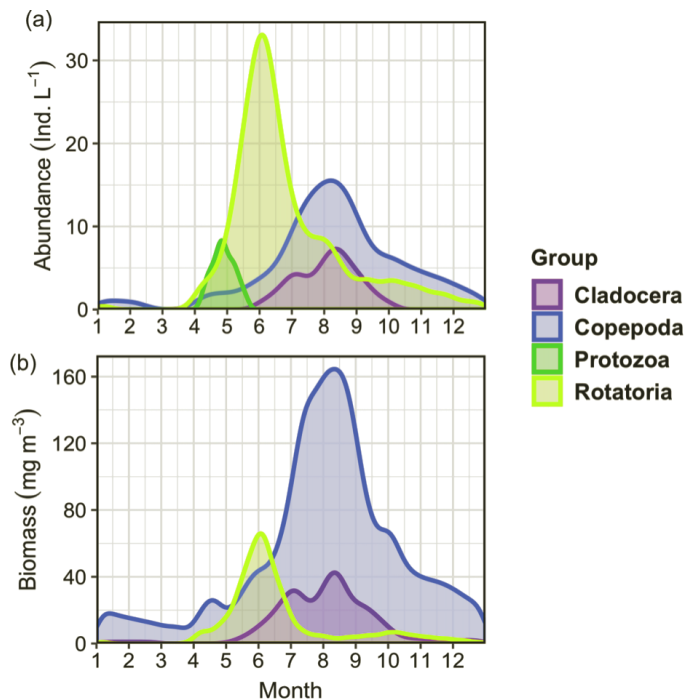 (a)
Abundance (Ind. L⁻¹)
30
20
10
0
1 2 3 4 5 6 7 8 9 10 11 12
Group
Cladocera
Copepoda
Protozoa
Rotatoria
(b)
Biomass (mg m⁻³)
160
120
80
40
0
1 2 3 4 5 6 7 8 9 10 11 12
Month